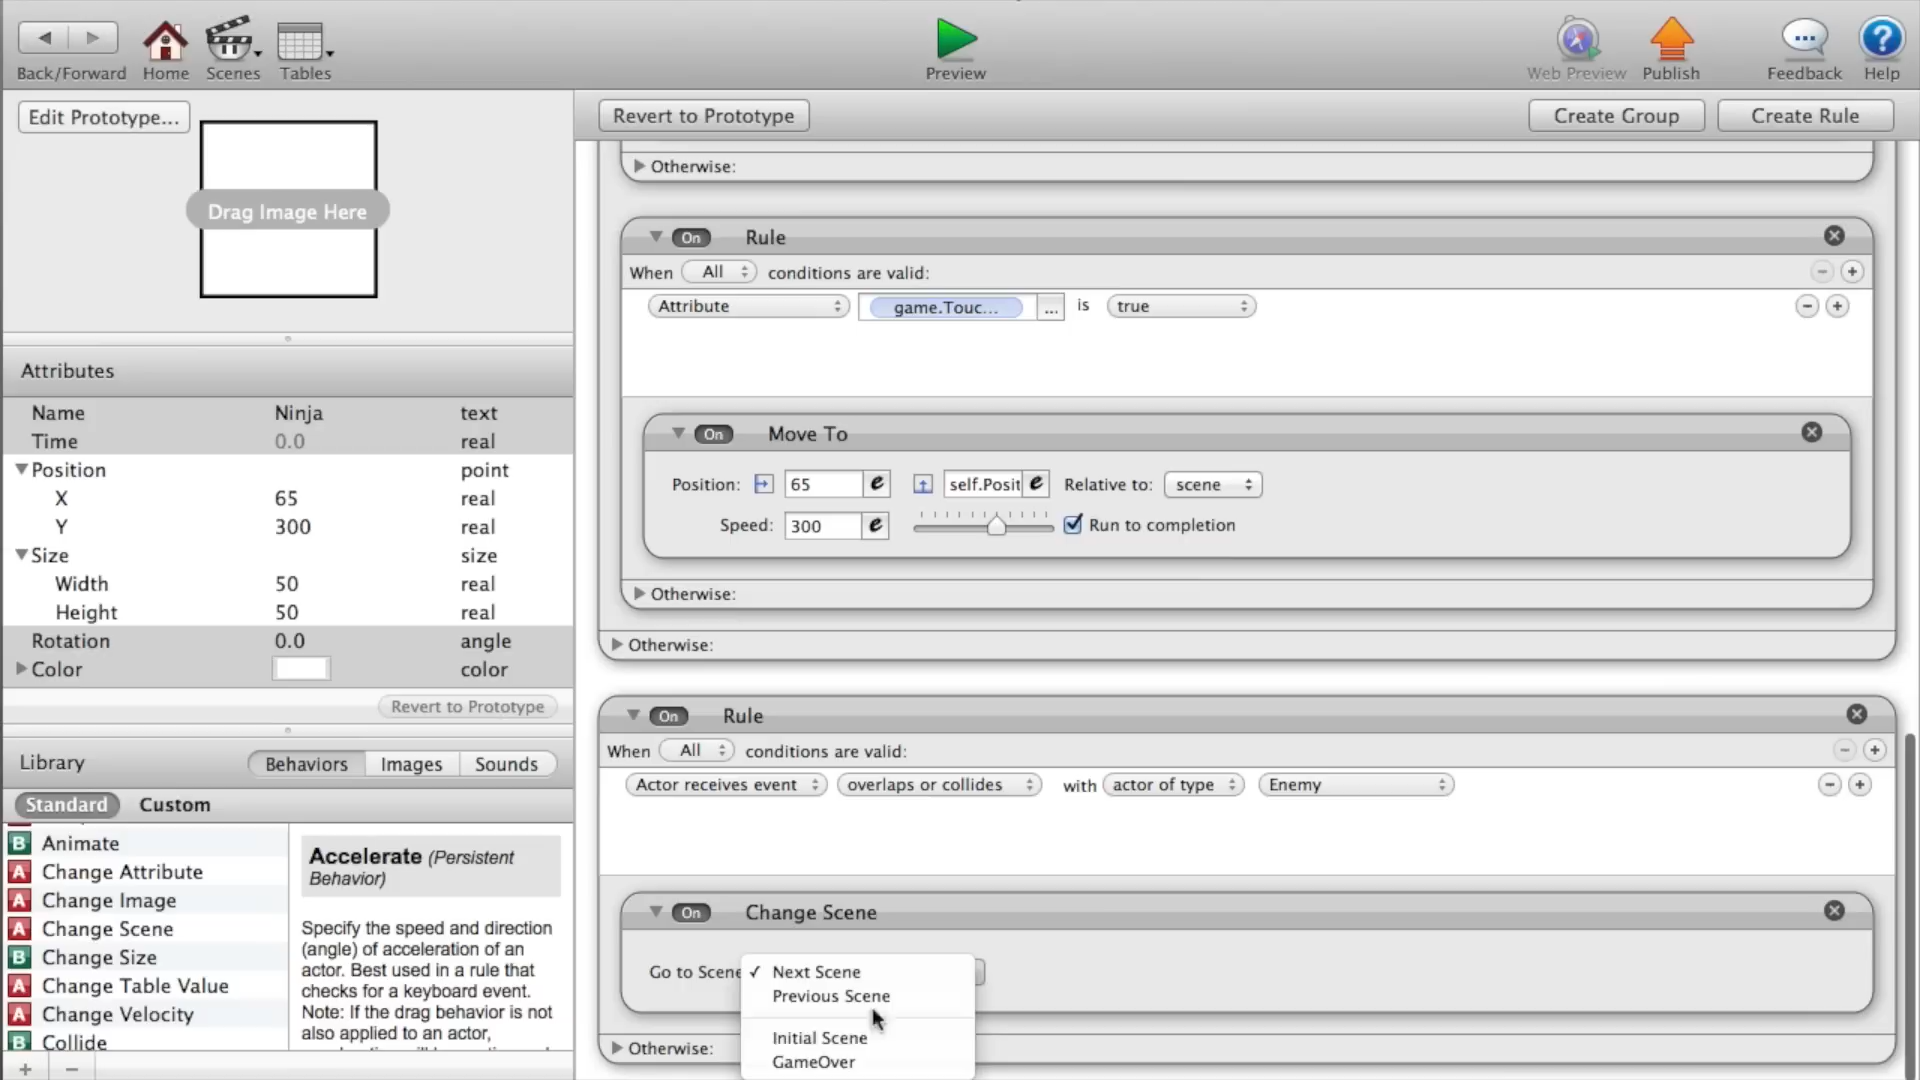 Back/Forward Home Scenes Tables Preview Web Preview Publish Feedback Help
Edit Prototype...
Drag Image Here
Revert to Prototype Create Group Create Rule
Attributes
Name Ninja text
Time 0.0 real
Position point
X 65 real
Y 300 real
Size size
Width 50 real
Height 50 real
Rotation 0.0 angle
Color color
Revert to Prototype
Library Behaviors Images Sounds
Standard Custom
B Animate
A Change Attribute
A Change Image
A Change Scene
B Change Size
A Change Table Value
A Change Velocity
B Collide
Accelerate (Persistent
Behavior)
Specify the speed and direction
(angle) of acceleration of an
actor. Best used in a rule that
checks for a keyboard event.
Note: If the drag behavior is not
also applied to an actor,
Otherwise:
On Rule
When All conditions are valid:
Attribute game.Touc... ... is true
On Move To
Position: 65 e self.Posit e Relative to: scene
Speed: 300 e Run to completion
Otherwise:
Otherwise:
On Rule
When All conditions are valid:
Actor receives event overlaps or collides with actor of type Enemy
On Change Scene
Go to Scene
✓ Next Scene
Previous Scene
Initial Scene
GameOver
Otherwise: